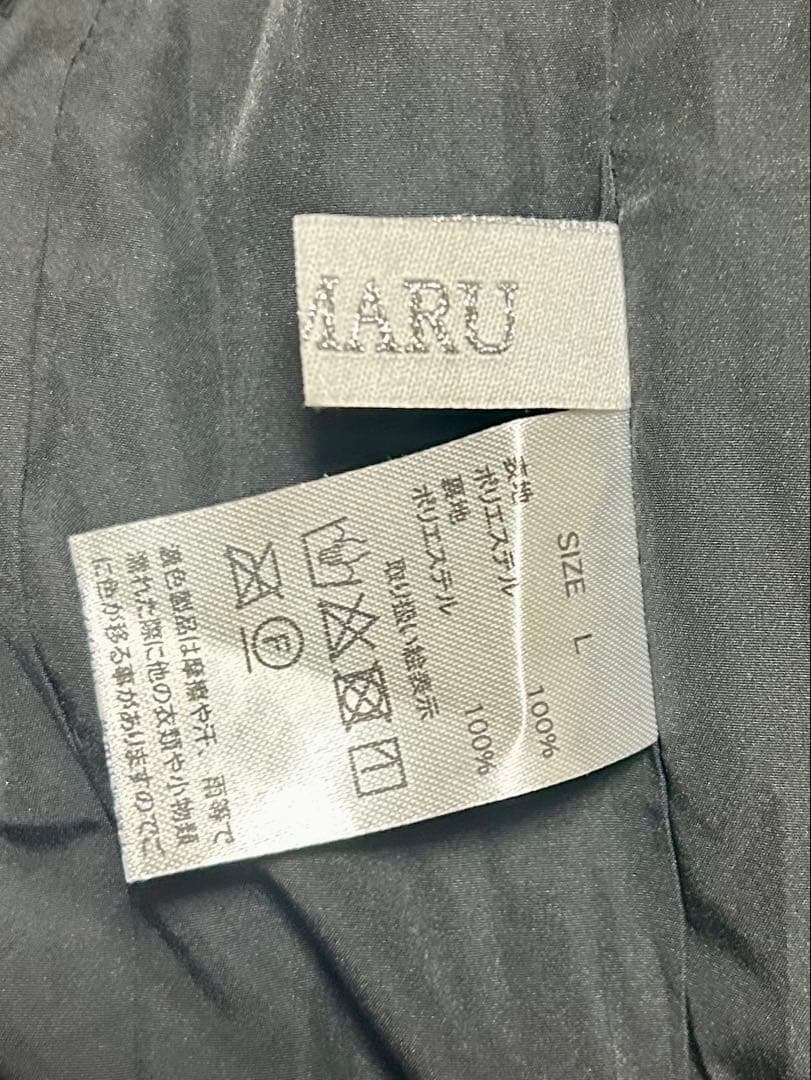 MARU
SIZE L
表地
ポリエステル 100%
裏地
ポリエステル 100%
取り扱い絵表示
F
濃色製品は摩擦や汗、雨等で
濡れた際に他の衣類や小物類
に色が移る事がありますのでご